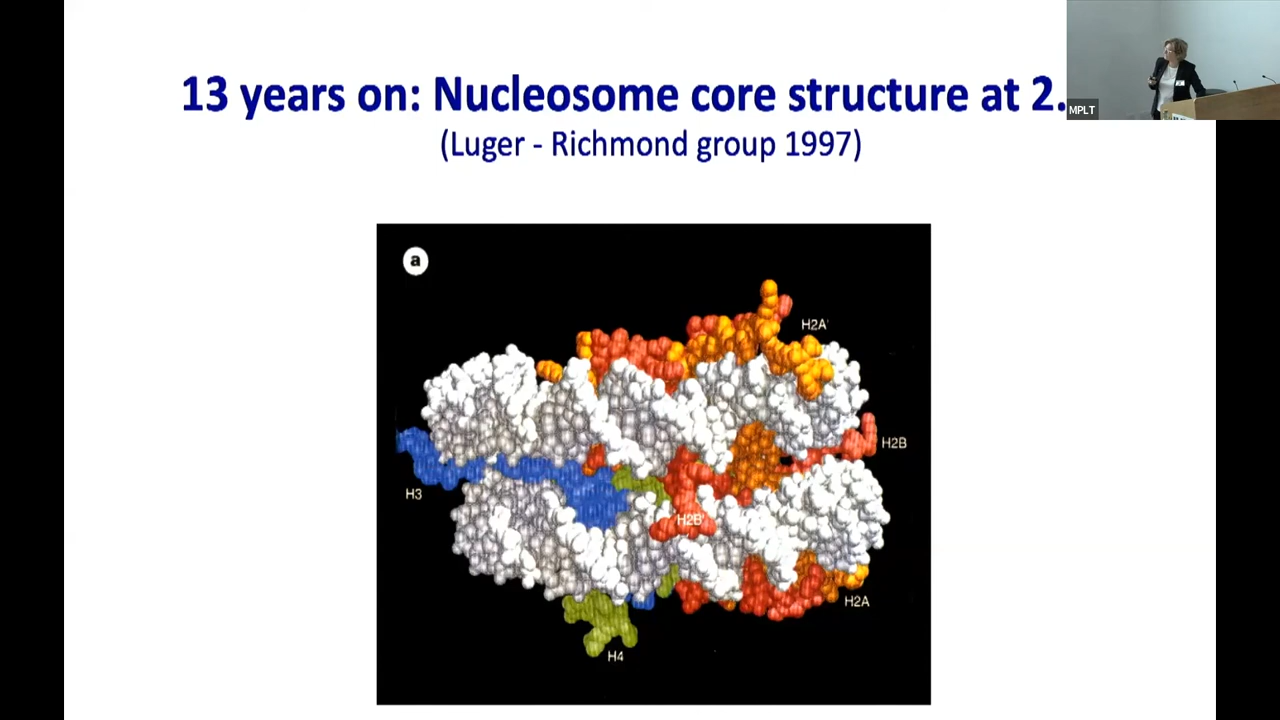 13 years on: Nucleosome core structure at 2.
(Luger - Richmond group 1997)
MPLT
a
H2A'
H2B
H3
H2B'
H2A
H4